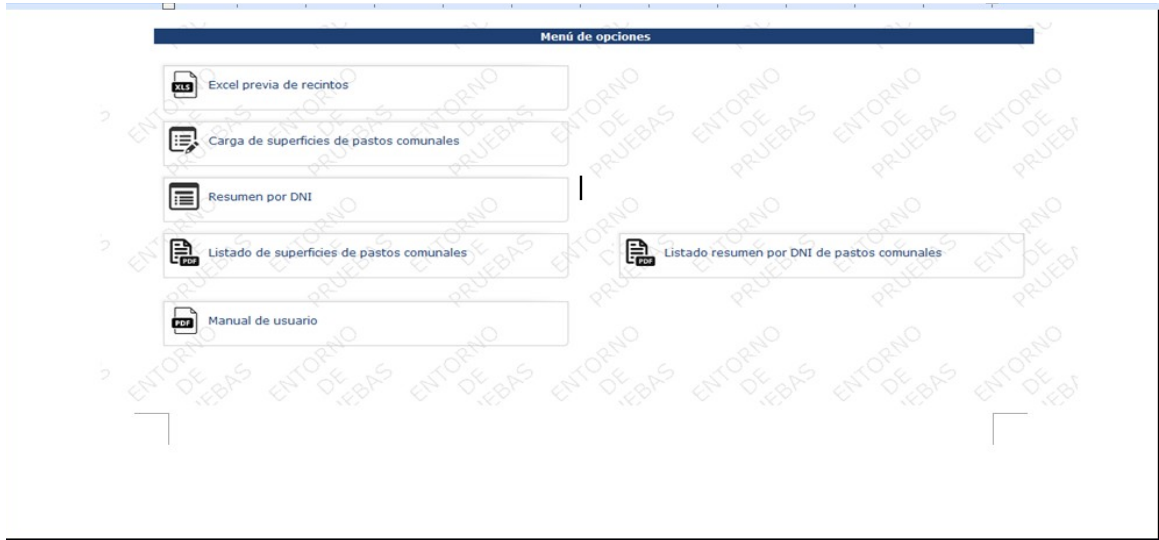 Menú de opciones
XLS Excel previa de recintos
Carga de superficies de pastos comunales
Resumen por DNI
PDF Listado de superficies de pastos comunales
PDF Listado resumen por DNI de pastos comunales
PDF Manual de usuario
ENTORNO DE PRUEBAS